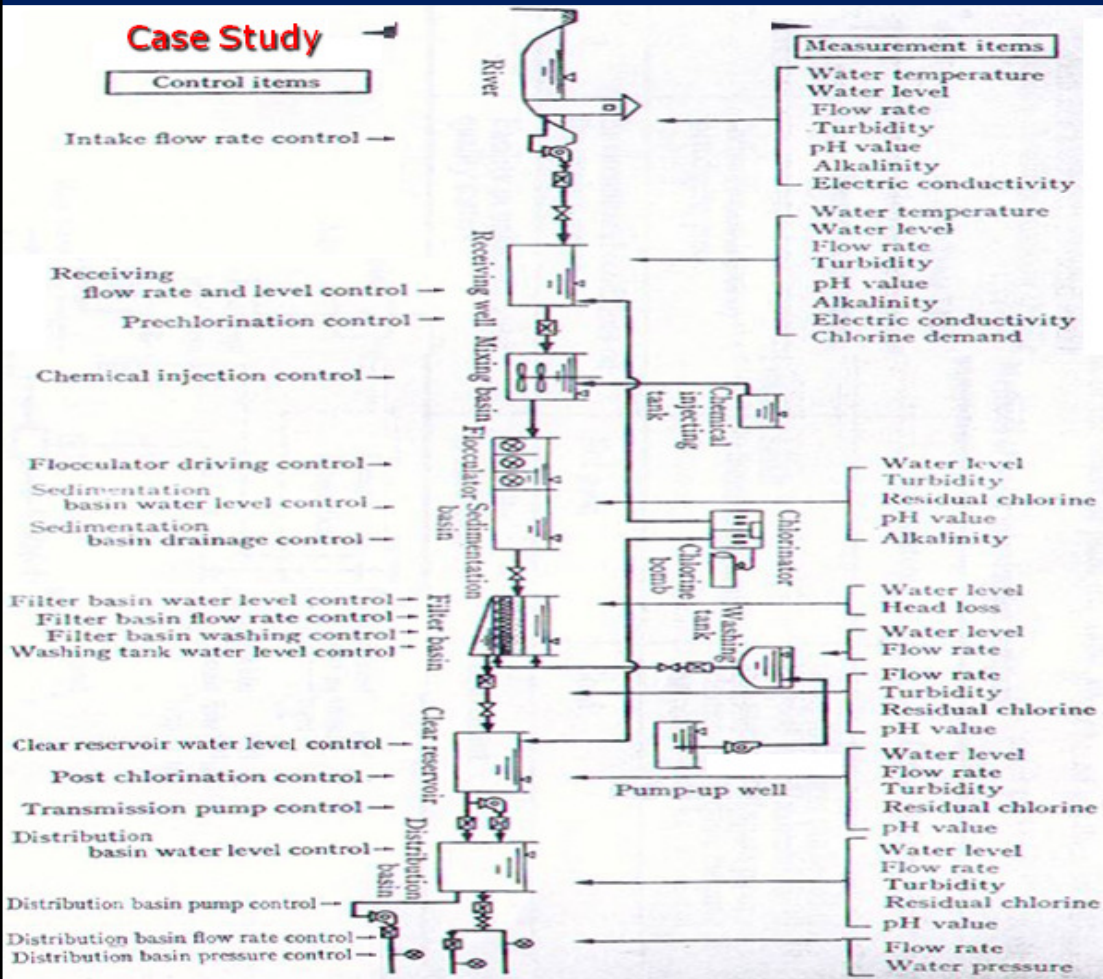 Case Study
Control items
Intake flow rate control
Receiving
flow rate and level control
Prechlorination control
Chemical injection control
Flocculator driving control
Sedimentation
basin water level control
Sedimentation
basin drainage control
Filter basin water level control
Filter basin flow rate control
Filter basin washing control
Washing tank water level control
Clear reservoir water level control
Post chlorination control
Transmission pump control
Distribution
basin water level control
Distribution basin pump control
Distribution basin flow rate control
Distribution basin pressure control
River
Receiving well
Mixing basin
Flocculator
Sedimentation
basin
Filter basin
Clear reservoir
Distribution
basin
Chemical
injecting
tank
Chlorinator
Chlorine
bomb
Washing
tank
Pump-up well
Measurement items
Water temperature
Water level
Flow rate
Turbidity
pH value
Alkalinity
Electric conductivity
Water temperature
Water level
Flow rate
Turbidity
pH value
Alkalinity
Electric conductivity
Chlorine demand
Water level
Turbidity
Residual chlorine
pH value
Alkalinity
Water level
Head loss
Water level
Flow rate
Flow rate
Turbidity
Residual chlorine
pH value
Water level
Flow rate
Turbidity
Residual chlorine
pH value
Water level
Flow rate
Turbidity
Residual chlorine
pH value
Flow rate
Water pressure